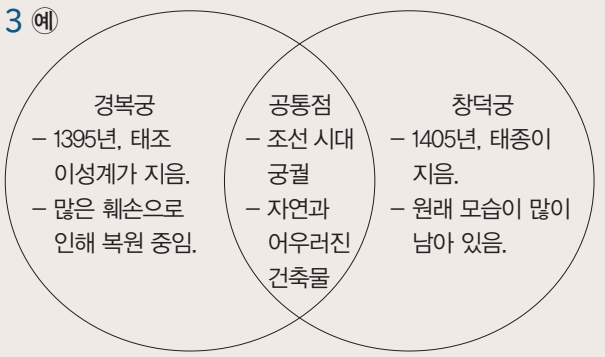 3 예
경복궁
– 1395년, 태조
이성계가 지음.
– 많은 훼손으로
인해 복원 중임.
공통점
– 조선 시대
궁궐
– 자연과
어우러진
건축물
창덕궁
– 1405년, 태종이
지음.
– 원래 모습이 많이
남아 있음.